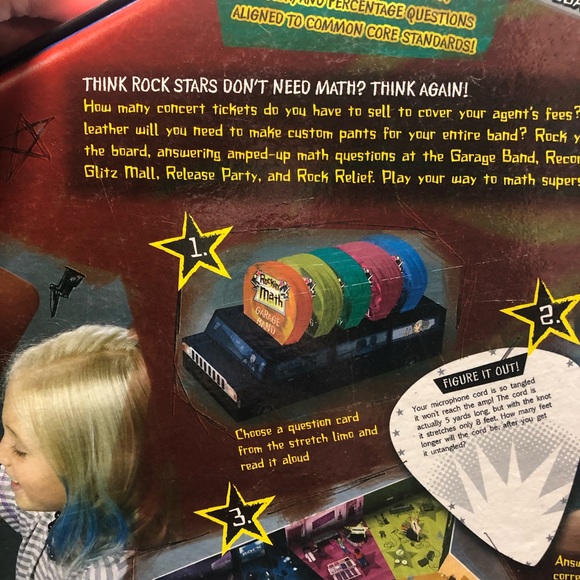 AND PERCENTAGE QUESTIONS
ALIGNED TO COMMON CORE STANDARDS!
THINK ROCK STARS DON'T NEED MATH? THINK AGAIN!
How many concert tickets do you have to sell to cover your agent's fees?
leather will you need to make custom pants for your entire band? Rock y
the board, answering amped-up math questions at the Garage Band, Recor
Glitz Mall, Release Party, and Rock Relief. Play your way to math supers
1.
Rockin'
Math
GARAGE
BAND
Choose a question card
from the stretch limo and
read it aloud
2.
FIGURE IT OUT!
Your microphone cord is so tangled
it won't reach the amp! The cord is
actually 5 yards long, but with the knot
it stretches only 8 feet. How many feet
longer will the cord be, after you get
it untangled?
3.
Answ
corre